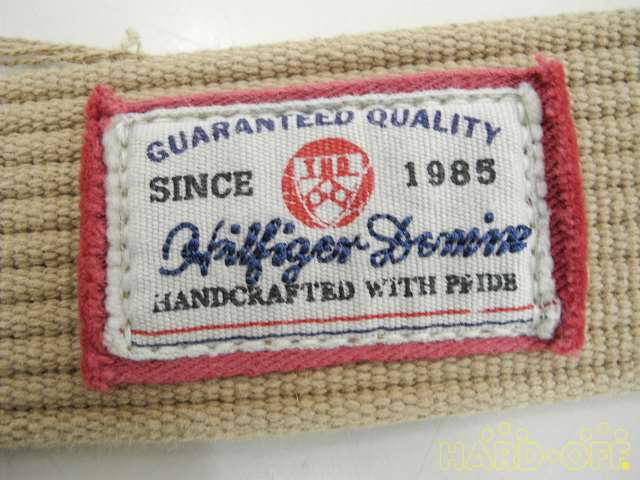 GUARANTEED QUALITY
SINCE 1985
Hilfiger Denim
HANDCRAFTED WITH PRIDE
HARD·OFF